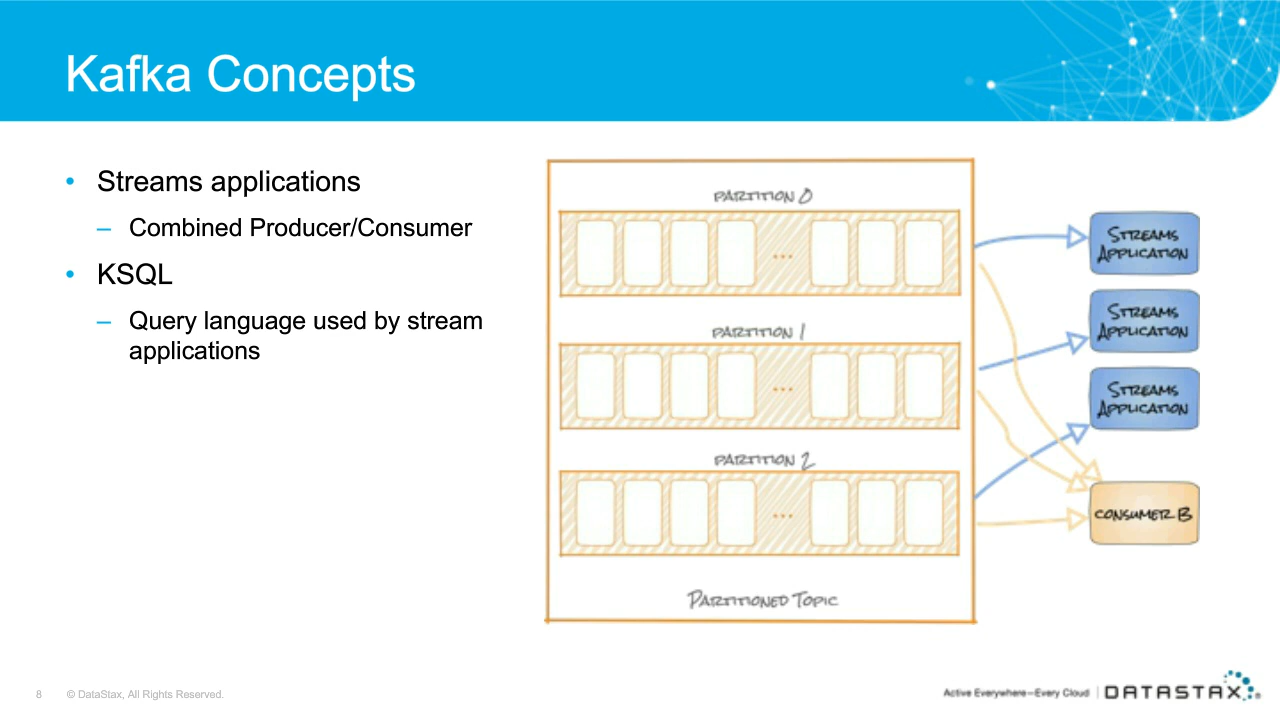 Kafka Concepts
• Streams applications
– Combined Producer/Consumer
• KSQL
– Query language used by stream
applications
PARTITION 0
...
PARTITION 1
...
PARTITION 2
...
PARTITIONED TOPIC
STREAMS
APPLICATION
STREAMS
APPLICATION
STREAMS
APPLICATION
CONSUMER B
8
© DataStax, All Rights Reserved.
Active Everywhere—Every Cloud | DATASTAX